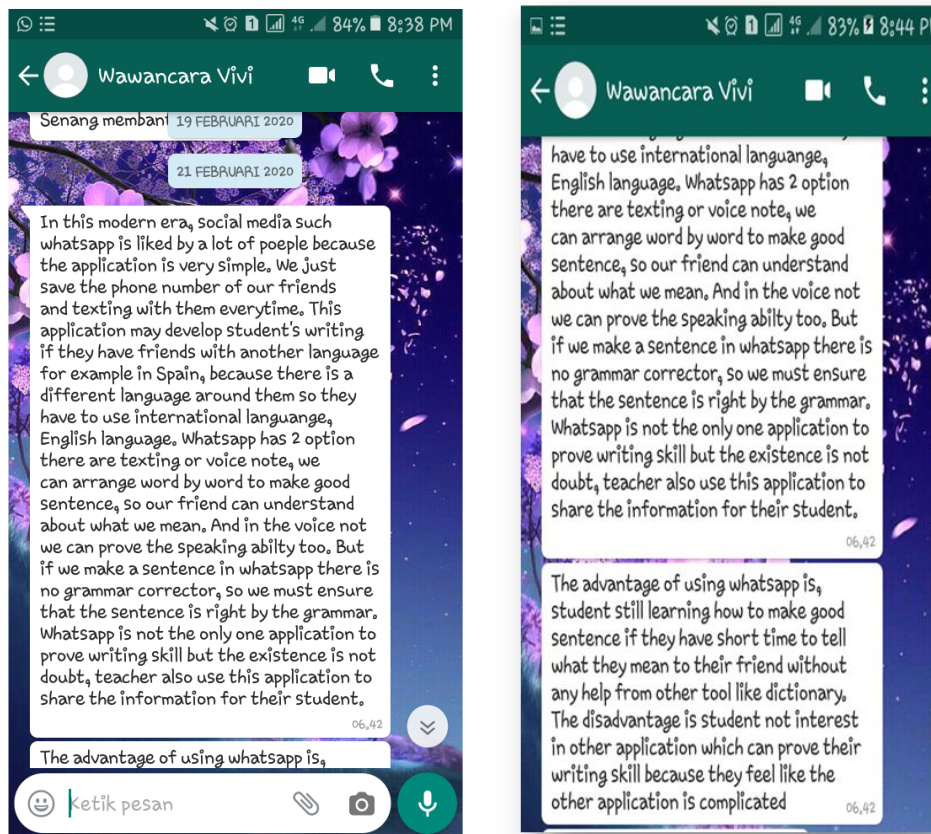 84% 8:38 PM
Wawancara Vivi
Senang membant
19 FEBRUARI 2020
21 FEBRUARI 2020
In this modern era, social media such
whatsapp is liked by a lot of poeple because
the application is very simple. We just
save the phone number of our friends
and texting with them everytime. This
application may develop student's writing
if they have friends with another language
for example in Spain, because there is a
different language around them so they
have to use international languange,
English language. Whatsapp has 2 option
there are texting or voice note, we
can arrange word by word to make good
sentence, so our friend can understand
about what we mean. And in the voice not
we can prove the speaking abilty too. But
if we make a sentence in whatsapp there is
no grammar corrector, so we must ensure
that the sentence is right by the grammar.
Whatsapp is not the only one application to
prove writing skill but the existence is not
doubt, teacher also use this application to
share the information for their student.
06,42
The advantage of using whatsapp is,
Ketik pesan
1 4G 83% 8:44 PM
Wawancara Vivi
have to use international languange,
English language. Whatsapp has 2 option
there are texting or voice note, we
can arrange word by word to make good
sentence, so our friend can understand
about what we mean. And in the voice not
we can prove the speaking abilty too. But
if we make a sentence in whatsapp there is
no grammar corrector, so we must ensure
that the sentence is right by the grammar.
Whatsapp is not the only one application to
prove writing skill but the existence is not
doubt, teacher also use this application to
share the information for their student.
06,42
The advantage of using whatsapp is,
student still learning how to make good
sentence if they have short time to tell
what they mean to their friend without
any help from other tool like dictionary.
The disadvantage is student not interest
in other application which can prove their
writing skill because they feel like the
other application is complicated
06,42